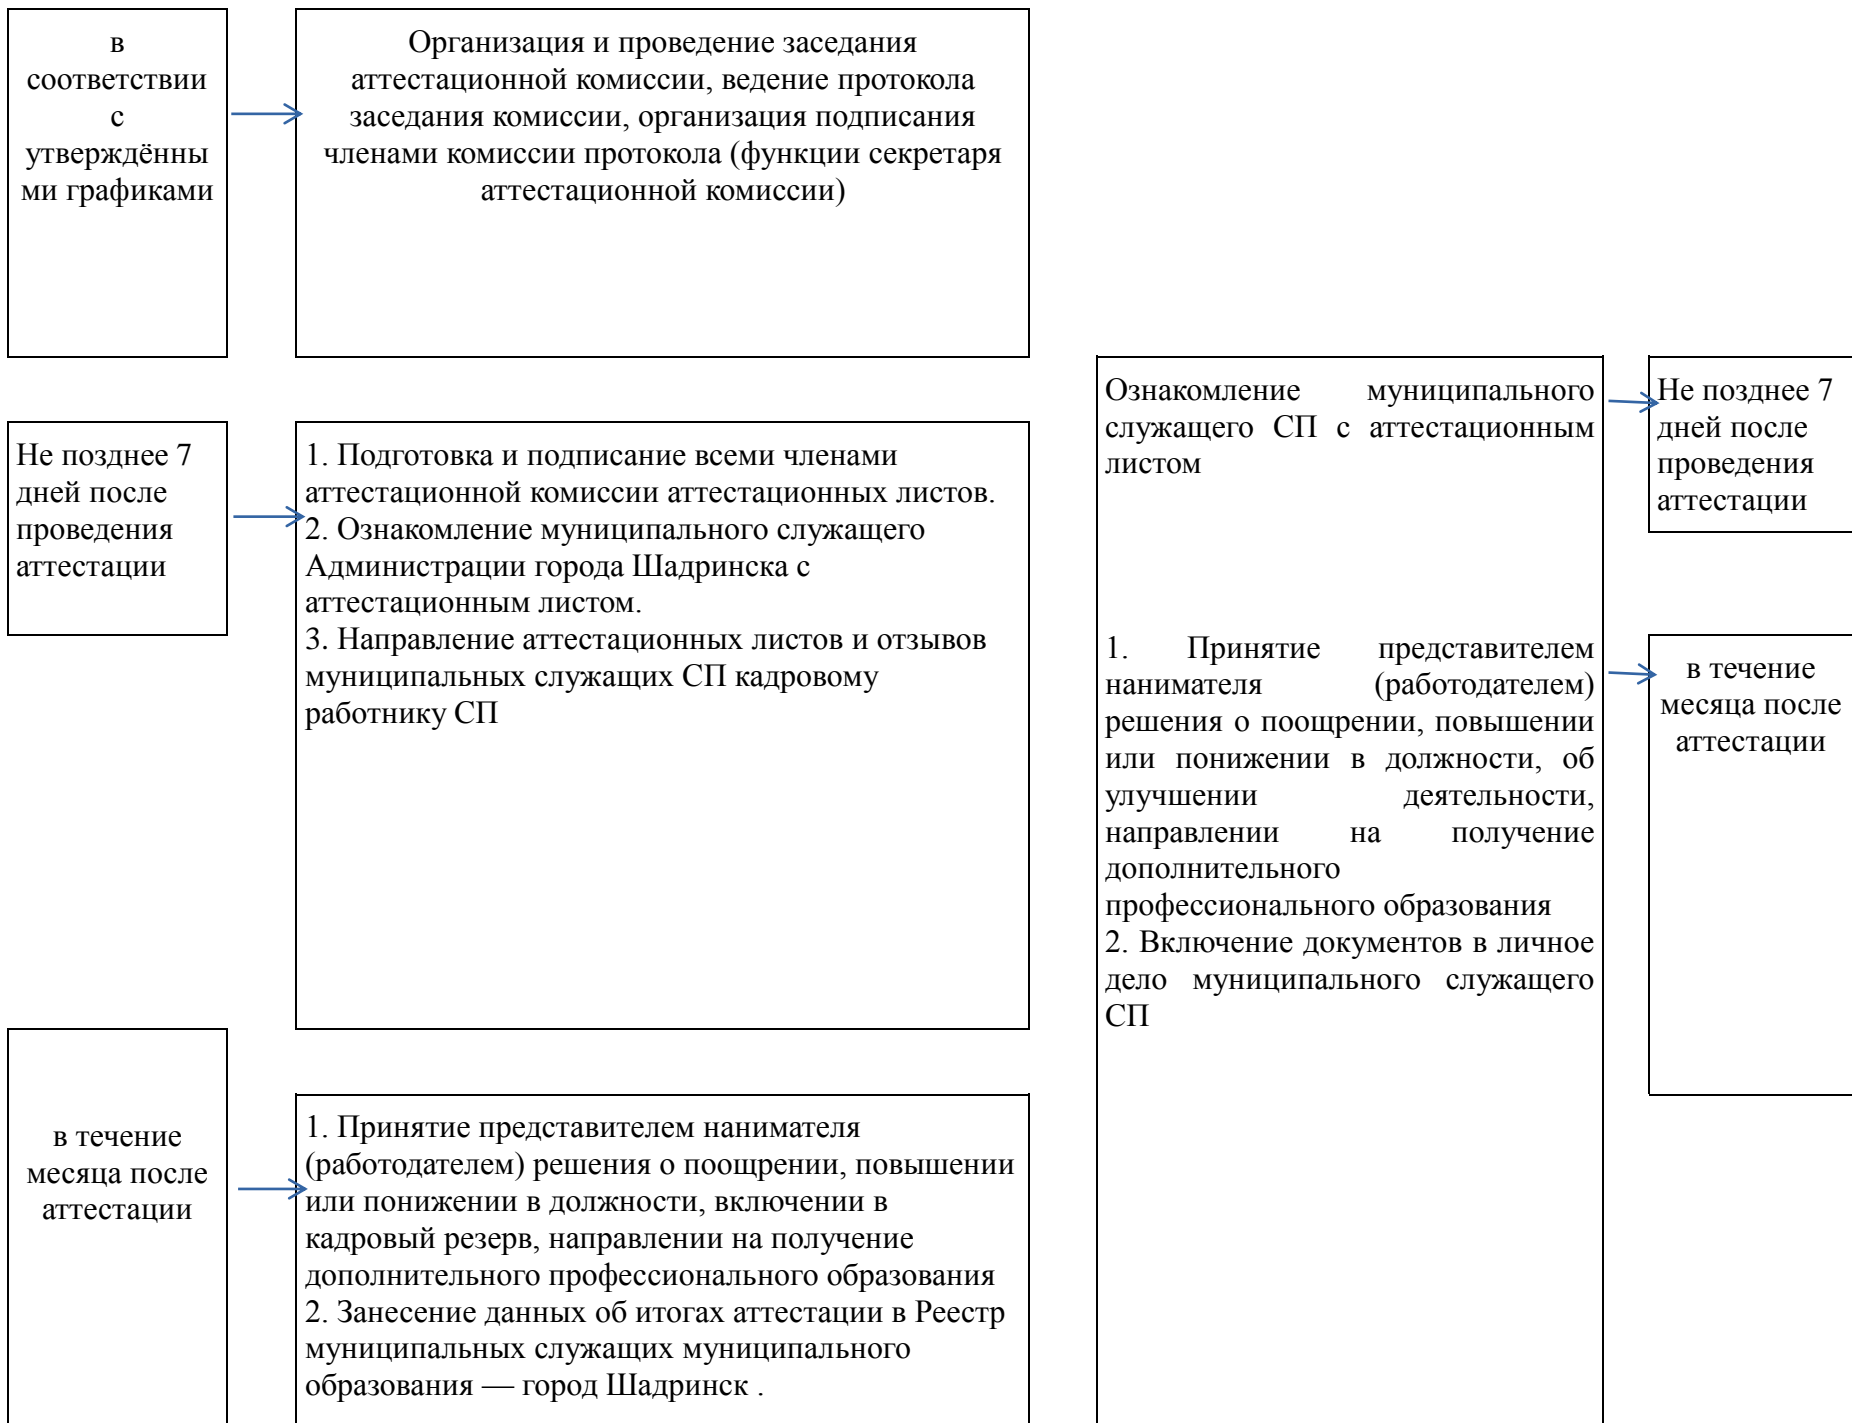 в
соответствии
с
утверждённы
ми графиками
Организация и проведение заседания
аттестационной комиссии, ведение протокола
заседания комиссии, организация подписания
членами комиссии протокола (функции секретаря
аттестационной комиссии)
Не позднее 7
дней после
проведения
аттестации
1. Подготовка и подписание всеми членами
аттестационной комиссии аттестационных листов.
2. Ознакомление муниципального служащего
Администрации города Шадринска с
аттестационным листом.
3. Направление аттестационных листов и отзывов
муниципальных служащих СП кадровому
работнику СП
Ознакомление муниципального
служащего СП с аттестационным
листом
Не позднее 7
дней после
проведения
аттестации
1. Принятие представителем
нанимателя (работодателем)
решения о поощрении, повышении
или понижении в должности, об
улучшении деятельности,
направлении на получение
дополнительного
профессионального образования
2. Включение документов в личное
дело муниципального служащего
СП
в течение
месяца после
аттестации
в течение
месяца после
аттестации
1. Принятие представителем нанимателя
(работодателем) решения о поощрении, повышении
или понижении в должности, включении в
кадровый резерв, направлении на получение
дополнительного профессионального образования
2. Занесение данных об итогах аттестации в Реестр
муниципальных служащих муниципального
образования — город Шадринск .